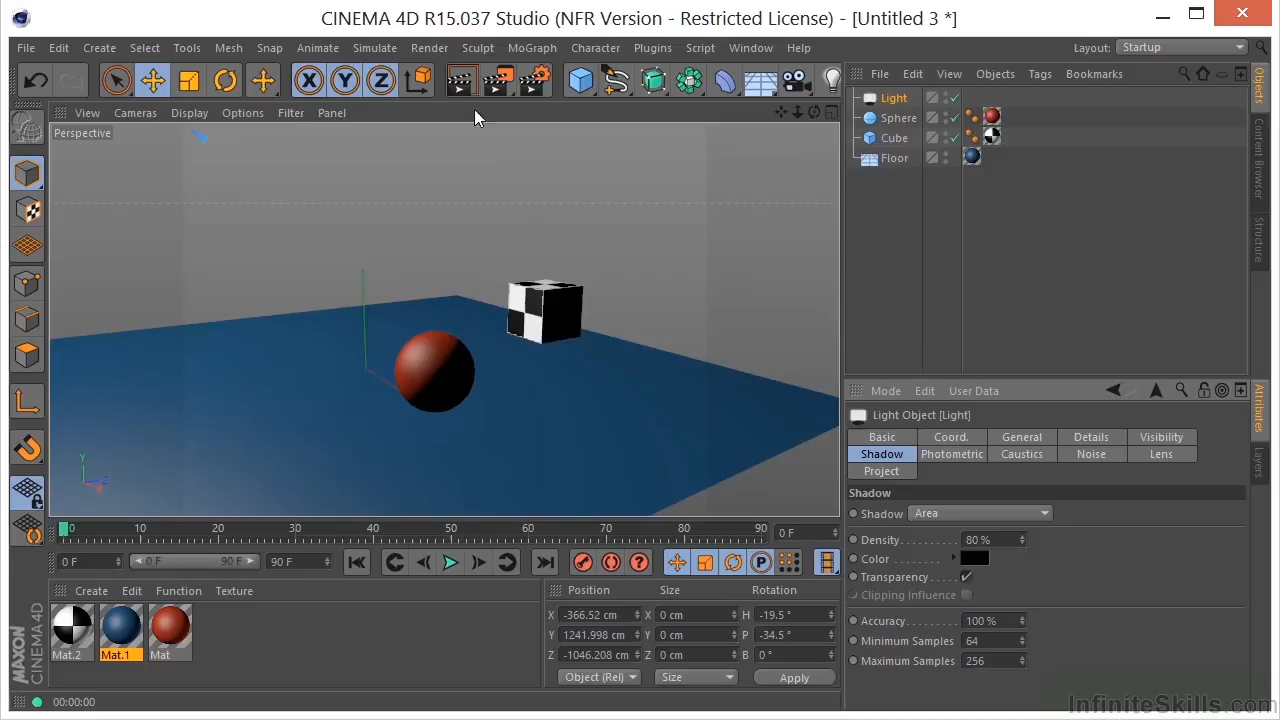 CINEMA 4D R15.037 Studio (NFR Version - Restricted License) - [Untitled 3 *]
File Edit Create Select Tools Mesh Snap Animate Simulate Render Sculpt MoGraph Character Plugins Script Window Help Layout: Startup
X Y Z
File Edit View Objects Tags Bookmarks
View Cameras Display Options Filter Panel
Perspective
Light
Sphere
Cube
Floor
Objects
Content Browser
Structure
Mode Edit User Data
Light Object [Light]
Basic Coord. General Details Visibility
Shadow Photometric Caustics Noise Lens
Project
Attributes
Layers
Shadow
Shadow Area
Density 80 %
Color
Transparency
Clipping Influence
Accuracy 100 %
Minimum Samples 64
Maximum Samples 256
Y
Z
0 10 20 30 40 50 60 70 80 90 0 F
0 F 0 F 90 F 90 F
Create Edit Function Texture
Mat.2 Mat.1 Mat
Position Size Rotation
X -366.52 cm X 0 cm H -19.5 °
Y 1241.998 cm Y 0 cm P -34.5 °
Z -1046.208 cm Z 0 cm B 0 °
Object (Rel) Size Apply
MAXON
CINEMA 4D
00:00:00
InfiniteSkills.com